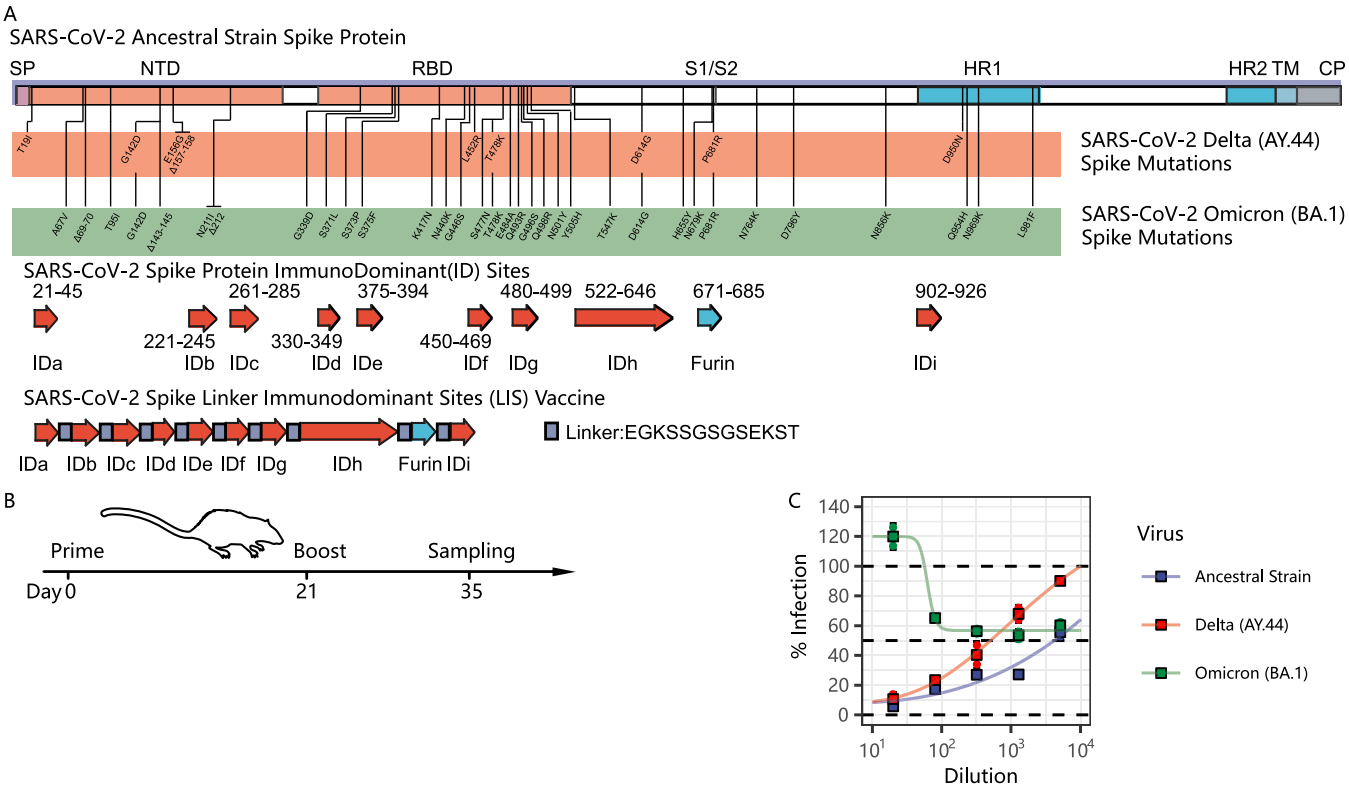 A
SARS-CoV-2 Ancestral Strain Spike Protein
SP NTD RBD S1/S2 HR1 HR2 TM CP
T19I G142D E156G Δ157-158 L452R T478K D614G P681R D950N
SARS-CoV-2 Delta (AY.44)
Spike Mutations
A67V Δ69-70 T95I G142D Δ143-145 N211I Δ212 G339D S371L S373P S375F K417N N440K G446S S477N T478K E484A Q493R G496S Q498R N501Y Y505H T547K D614G H655Y N679K P681R N764K D796Y N856K Q954H N969K L981F
SARS-CoV-2 Omicron (BA.1)
Spike Mutations
SARS-CoV-2 Spike Protein ImmunoDominant(ID) Sites
21-45 261-285 375-394 480-499 522-646 671-685 902-926
221-245 330-349 450-469
IDa IDb IDc IDd IDe IDf IDg IDh Furin IDi
SARS-CoV-2 Spike Linker Immunodominant Sites (LIS) Vaccine
Linker:EGKSSGSGSEKST
IDa IDb IDc IDd IDe IDf IDg IDh Furin IDi
B
Prime Boost Sampling
Day 0 21 35
C
% Infection
140
120
100
80
60
40
20
0
10¹ 10² 10³ 10⁴
Dilution
Virus
Ancestral Strain
Delta (AY.44)
Omicron (BA.1)